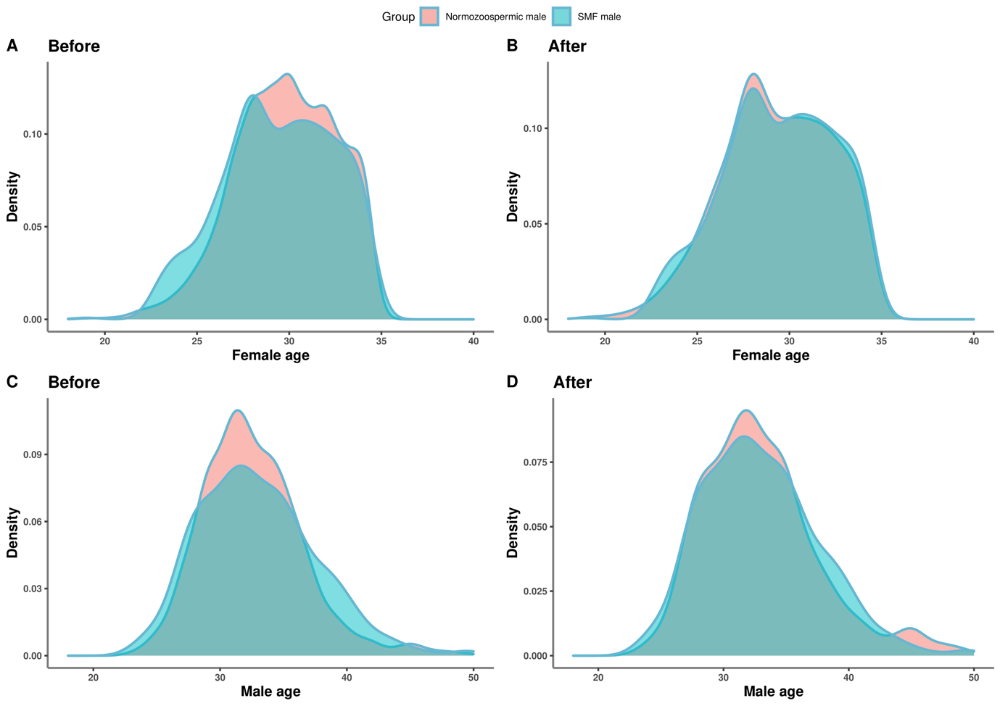 Group Normozoospermic male SMF male
A Before
0.10
0.05
0.00
Density
20 25 30 35 40
Female age
B After
0.10
0.05
0.00
Density
20 25 30 35 40
Female age
C Before
0.09
0.06
0.03
0.00
Density
20 30 40 50
Male age
D After
0.075
0.050
0.025
0.000
Density
20 30 40 50
Male age